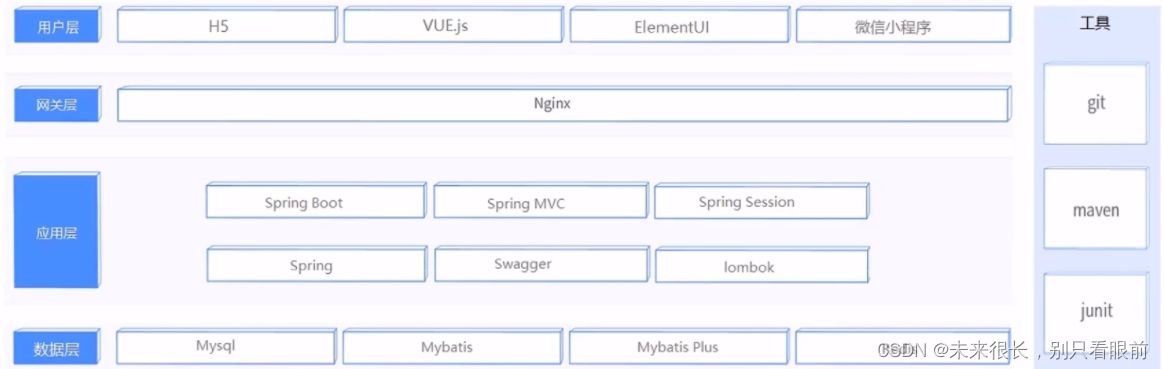 用户层 H5 VUE.js ElementUI 微信小程序
工具
网关层 Nginx
git
应用层
Spring Boot Spring MVC Spring Session
Spring Swagger lombok
maven
junit
数据层 Mysql Mybatis Mybatis Plus
CSDN @未来很长，别只看眼前